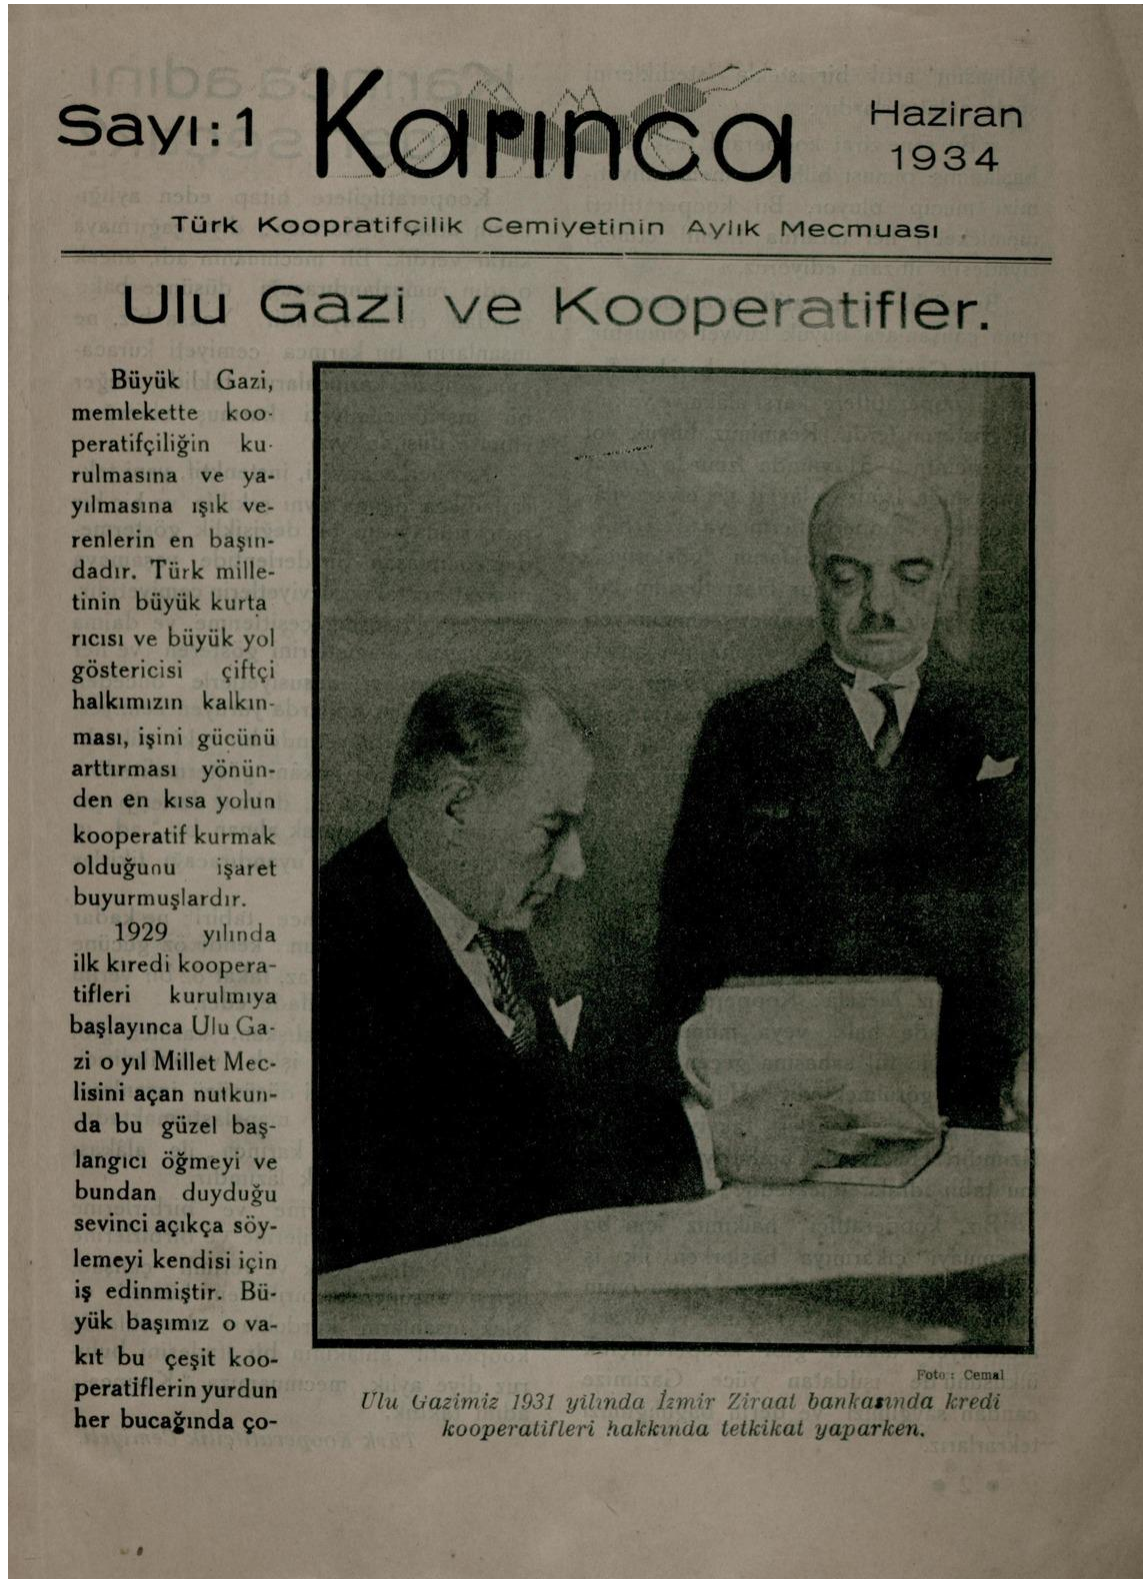 Sayı: 1
Karınca
Haziran
1934
Türk Koopratifçilik Cemiyetinin Aylık Mecmuası
Ulu Gazi ve Kooperatifler.
Büyük Gazi,
memlekette koo-
peratifçiliğin ku-
rulmasına ve ya-
yılmasına ışık ve-
renlerin en başın-
dadır. Türk mille-
tinin büyük kurta
rıcısı ve büyük yol
göstericisi çiftçi
halkımızın kalkın-
ması, işini gücünü
arttırması yönün-
den en kısa yolun
kooperatif kurmak
olduğunu işaret
buyurmuşlardır.
1929 yılında
ilk kıredi koopera-
tifleri kurulmıya
başlayınca Ulu Ga-
zi o yıl Millet Mec-
lisini açan nutkun-
da bu güzel baş-
langıcı öğmeyi ve
bundan duyduğu
sevinci açıkça söy-
lemeyi kendisi için
iş edinmiştir. Bü-
yük başımız o va-
kıt bu çeşit koo-
peratiflerin yurdun
her bucağında ço-
Foto : Cemal
Ulu Gazimiz 1931 yılında İzmir Ziraat bankasında kredi
kooperatifleri hakkında tetkikat yaparken.